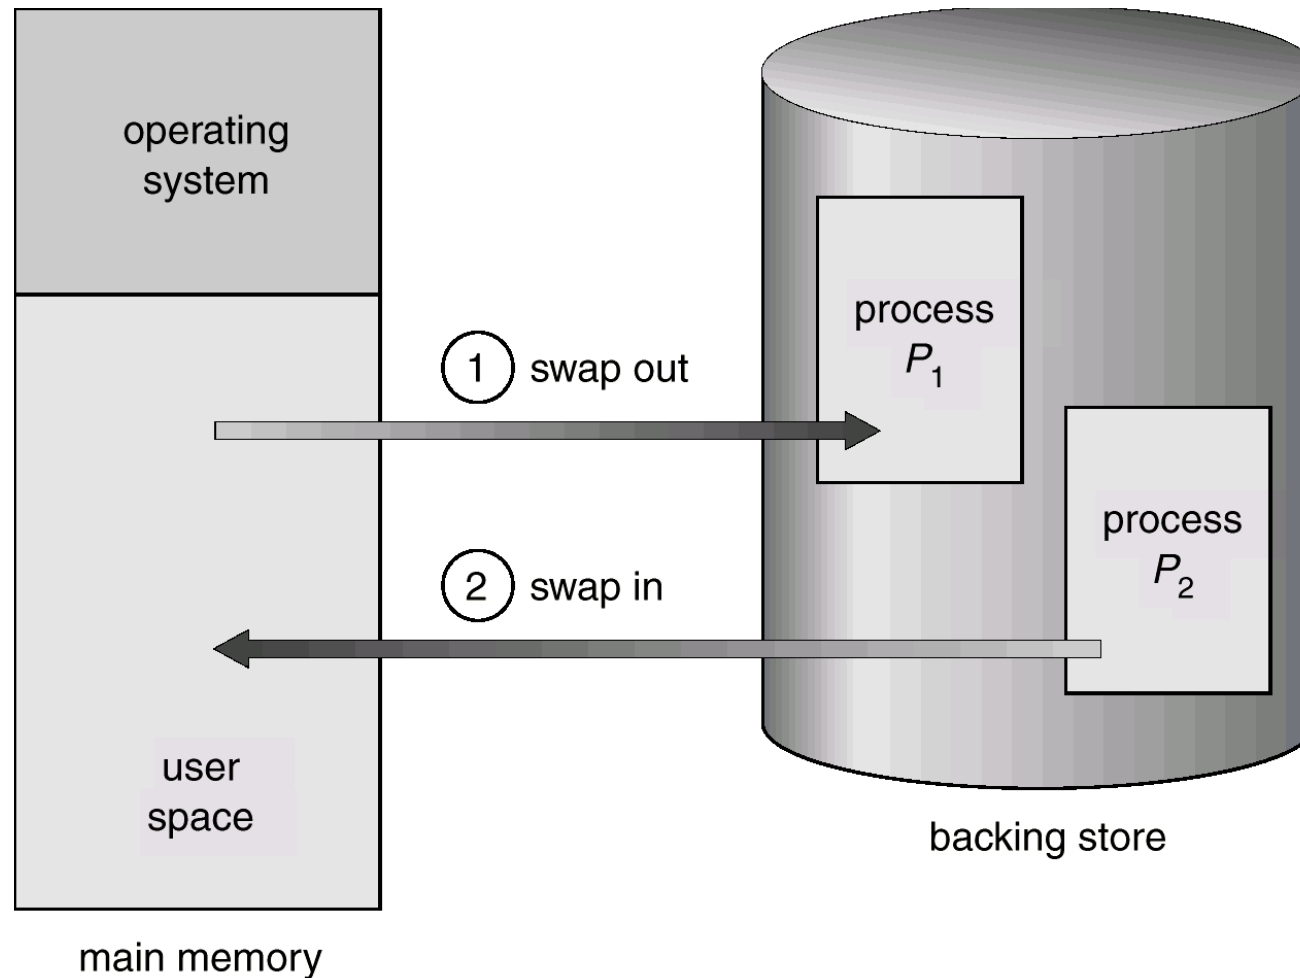 operating
system
1 swap out
process
P1
process
P2
2 swap in
user
space
backing store
main memory